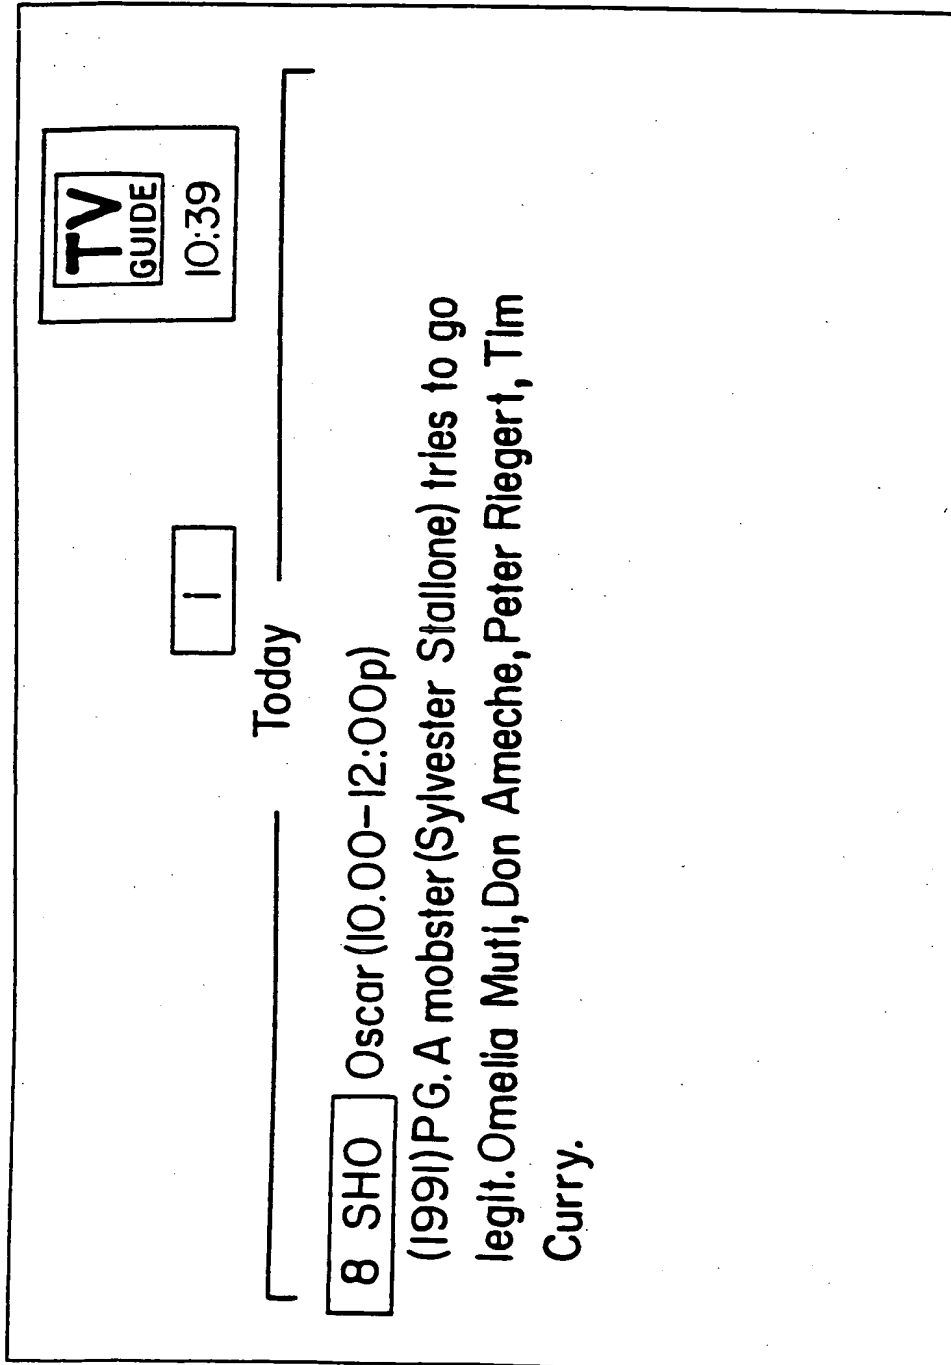 TV
GUIDE
10:39
i
Today
8 SHO Oscar (10.00-12:00p)
(1991) PG. A mobster (Sylvester Stallone) tries to go
legit. Omelia Muti, Don Ameche, Peter Riegert, Tim
Curry.